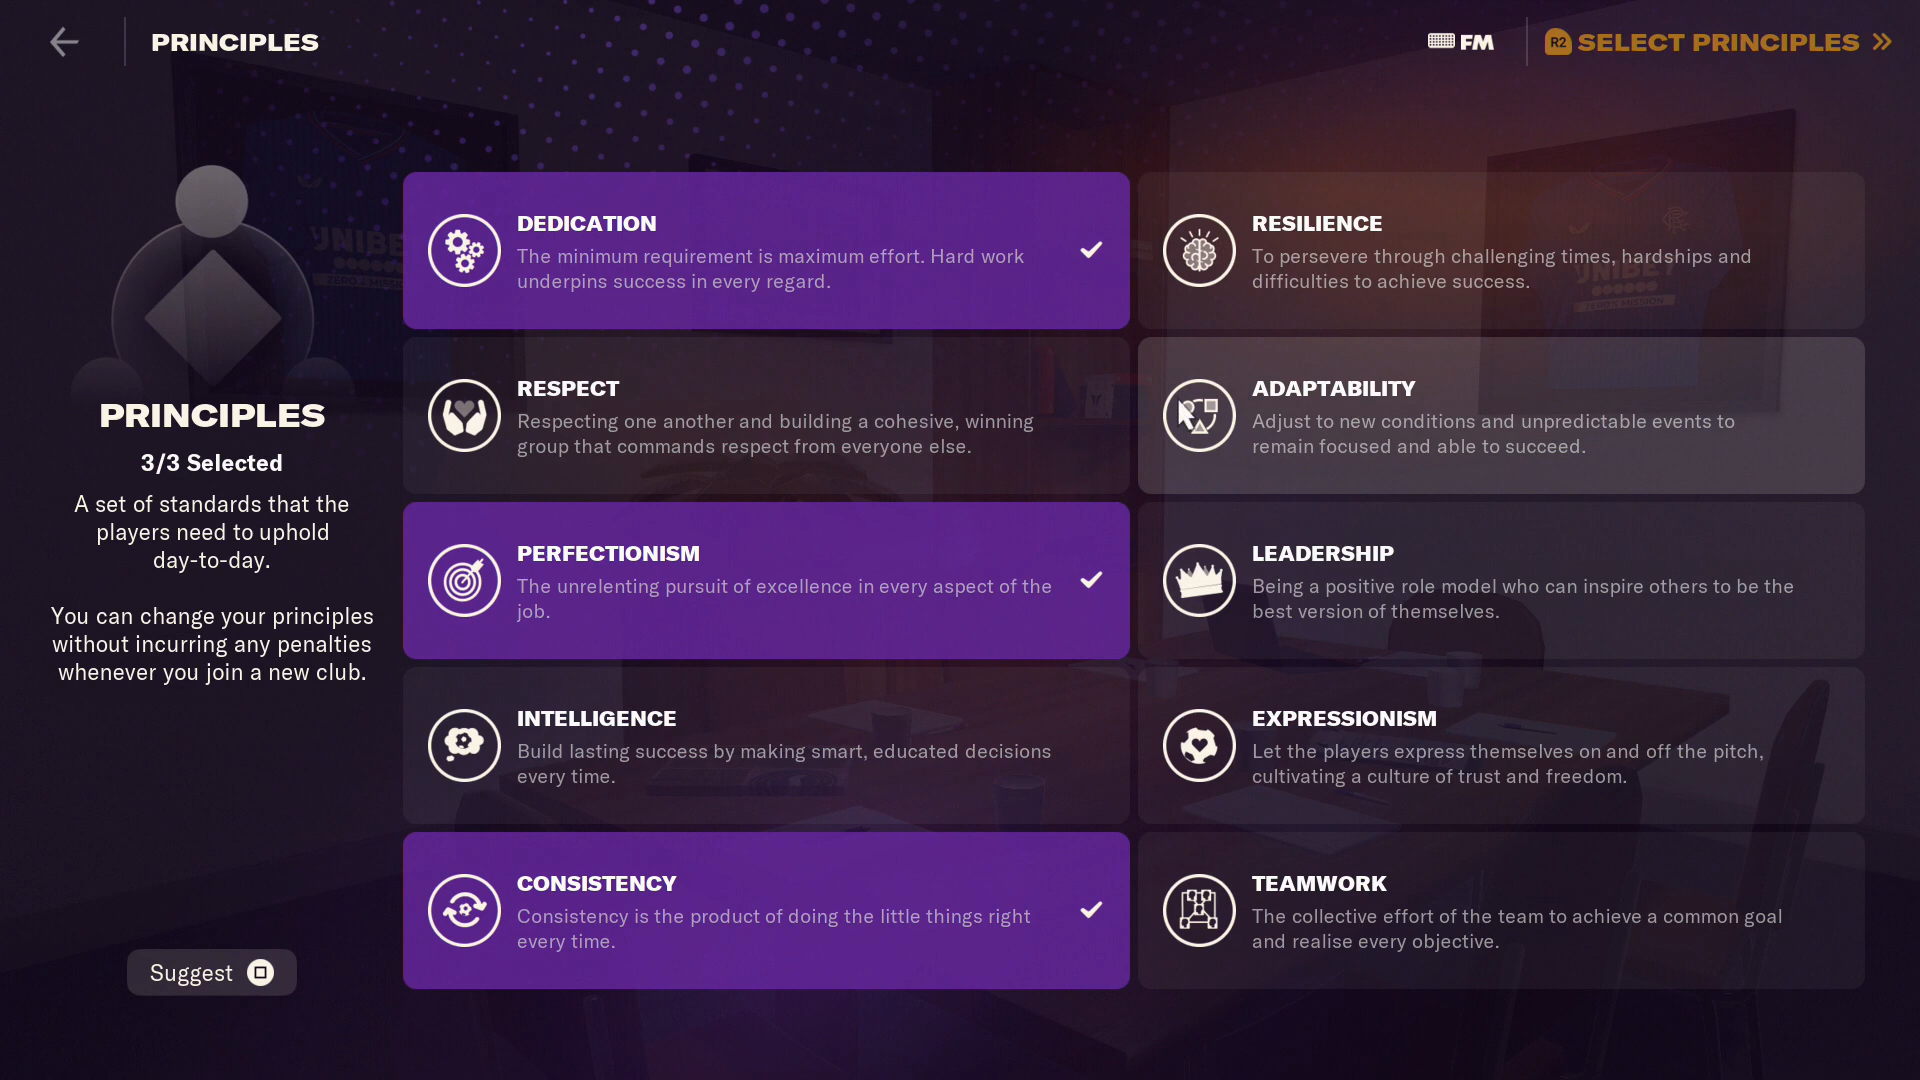 PRINCIPLES
FM
R2 SELECT PRINCIPLES
PRINCIPLES
3/3 Selected
A set of standards that the
players need to uphold
day-to-day.
You can change your principles
without incurring any penalties
whenever you join a new club.
Suggest
DEDICATION
The minimum requirement is maximum effort. Hard work
underpins success in every regard.
RESILIENCE
To persevere through challenging times, hardships and
difficulties to achieve success.
RESPECT
Respecting one another and building a cohesive, winning
group that commands respect from everyone else.
ADAPTABILITY
Adjust to new conditions and unpredictable events to
remain focused and able to succeed.
PERFECTIONISM
The unrelenting pursuit of excellence in every aspect of the
job.
LEADERSHIP
Being a positive role model who can inspire others to be the
best version of themselves.
INTELLIGENCE
Build lasting success by making smart, educated decisions
every time.
EXPRESSIONISM
Let the players express themselves on and off the pitch,
cultivating a culture of trust and freedom.
CONSISTENCY
Consistency is the product of doing the little things right
every time.
TEAMWORK
The collective effort of the team to achieve a common goal
and realise every objective.
UNIBET